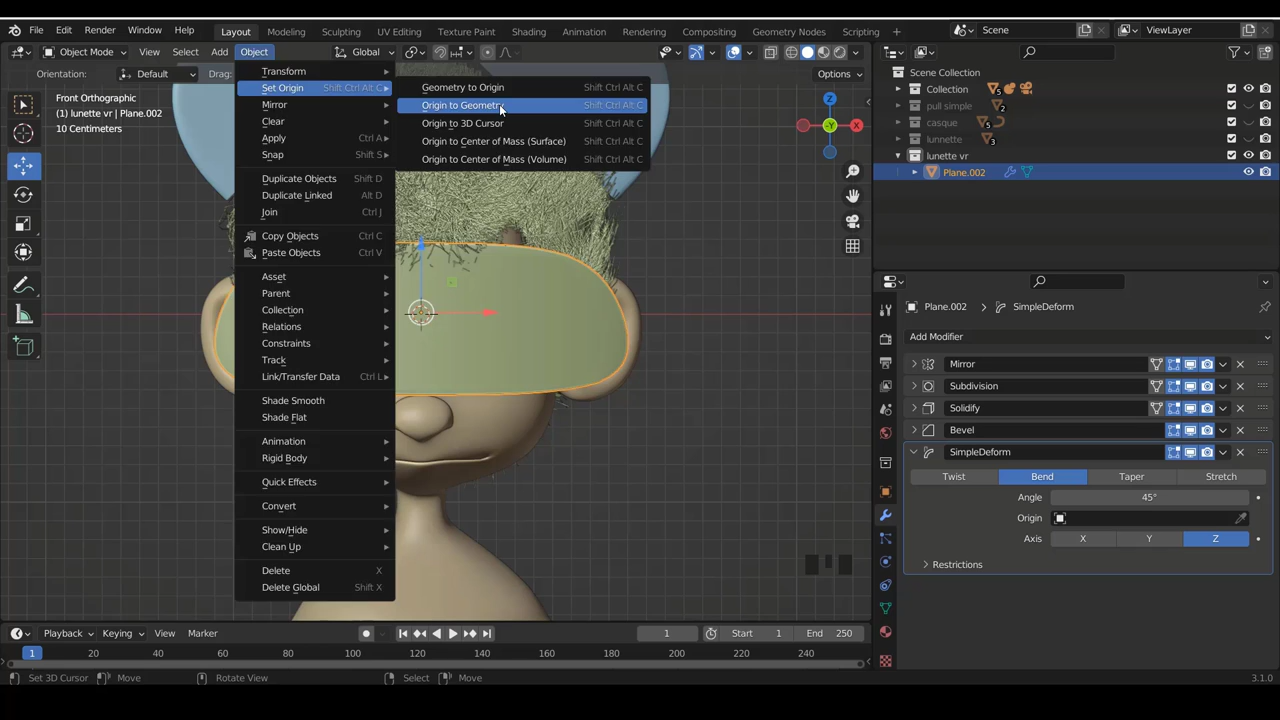 File Edit Render Window Help Layout Modeling Sculpting UV Editing Texture Paint Shading Animation Rendering Compositing Geometry Nodes Scripting Scene ViewLayer
Object Mode View Select Add Object Global Options
Orientation: Default Drag:
Front Orthographic
(1) lunette vr | Plane.002
10 Centimeters
Transform
Set Origin Shift Ctrl Alt C
Mirror
Clear
Apply Ctrl A
Snap Shift S
Duplicate Objects Shift D
Duplicate Linked Alt D
Join Ctrl J
Copy Objects Ctrl C
Paste Objects Ctrl V
Asset
Parent
Collection
Relations
Constraints
Track
Link/Transfer Data Ctrl L
Shade Smooth
Shade Flat
Animation
Rigid Body
Quick Effects
Convert
Show/Hide
Clean Up
Delete X
Delete Global Shift X
Geometry to Origin Shift Ctrl Alt C
Origin to Geometry Shift Ctrl Alt C
Origin to 3D Cursor Shift Ctrl Alt C
Origin to Center of Mass (Surface) Shift Ctrl Alt C
Origin to Center of Mass (Volume) Shift Ctrl Alt C
Z
X
Y
Scene Collection
Collection 5
pull simple 2
casque 5
lunnette 3
lunette vr
Plane.002
Plane.002 SimpleDeform
Add Modifier
Mirror
Subdivision
Solidify
Bevel
SimpleDeform
Twist Bend Taper Stretch
Angle 45°
Origin
Axis X Y Z
Restrictions
Playback Keying View Marker 1 Start 1 End 250
1 20 40 60 80 100 120 140 160 180 200 220 240
Set 3D Cursor Move Rotate View Select Move 3.1.0